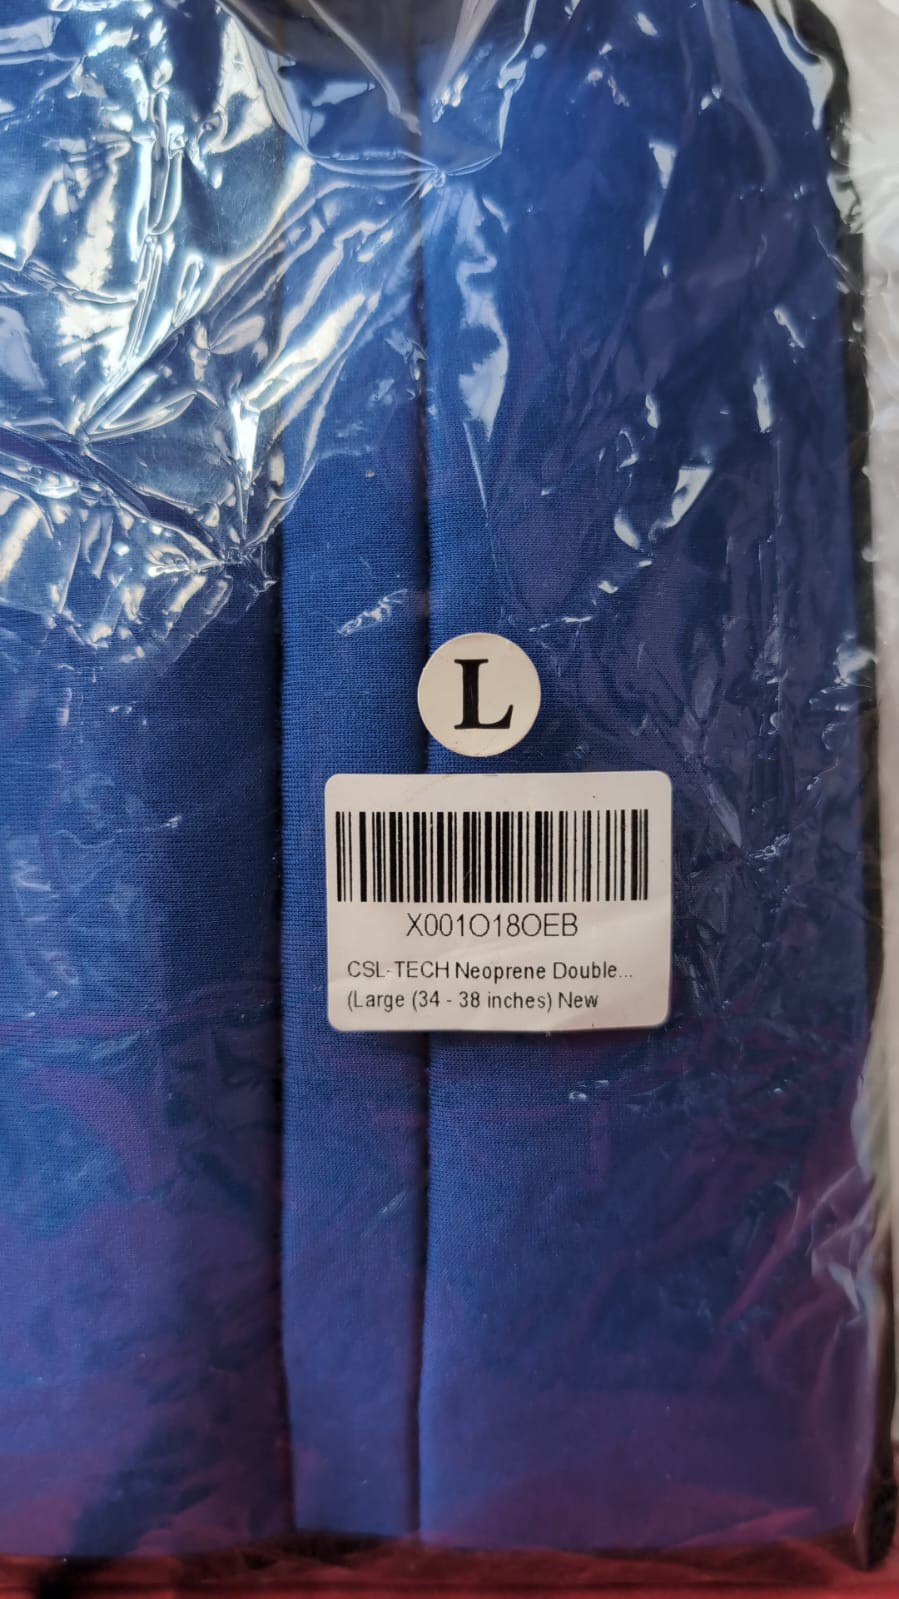 L
X001O18OEB
CSL-TECH Neoprene Double...
(Large (34 - 38 inches) New